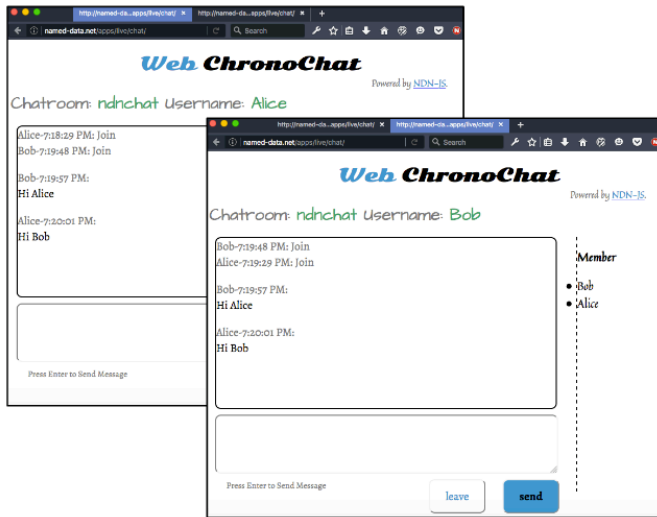 http://named-da...apps/live/chat/ × http://named-da...apps/live/chat/ × +
named-data.net/apps/live/chat/ Search
Web ChronoChat
Powered by NDN-JS.
Chatroom: ndnchat Username: Alice
Alice-7:18:29 PM: Join
Bob-7:19:48 PM: Join
Bob-7:19:57 PM:
Hi Alice
Alice-7:20:01 PM:
Hi Bob
Press Enter to Send Message
http://named-da...apps/live/chat/ × http://named-da...apps/live/chat/ × +
named-data.net/apps/live/chat/ Search
Web ChronoChat
Powered by NDN-JS.
Chatroom: ndnchat Username: Bob
Bob-7:19:48 PM: Join
Alice-7:19:29 PM: Join
Bob-7:19:57 PM:
Hi Alice
Alice-7:20:01 PM:
Hi Bob
Member
• Bob
• Alice
Press Enter to Send Message
leave send